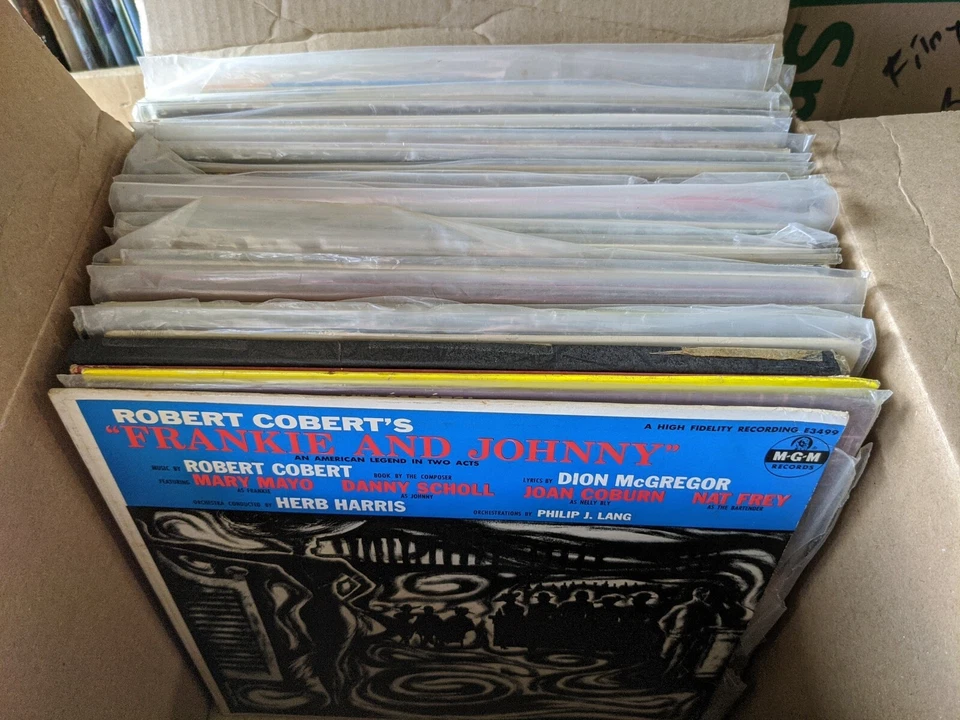 ROBERT COBERT'S
A HIGH FIDELITY RECORDING E3499
"FRANKIE AND JOHNNY"
AN AMERICAN LEGEND IN TWO ACTS
M-G-M
RECORDS
MUSIC BY ROBERT COBERT
BOOK BY THE COMPOSER
LYRICS BY DION McGREGOR
FEATURING MARY MAYO DANNY SCHOLL JOAN COBURN NAT FREY
AS FRANKIE AS JOHNNY AS NELLY BLY AS THE BARTENDER
ORCHESTRA CONDUCTED BY HERB HARRIS
ORCHESTRATIONS BY PHILIP J. LANG